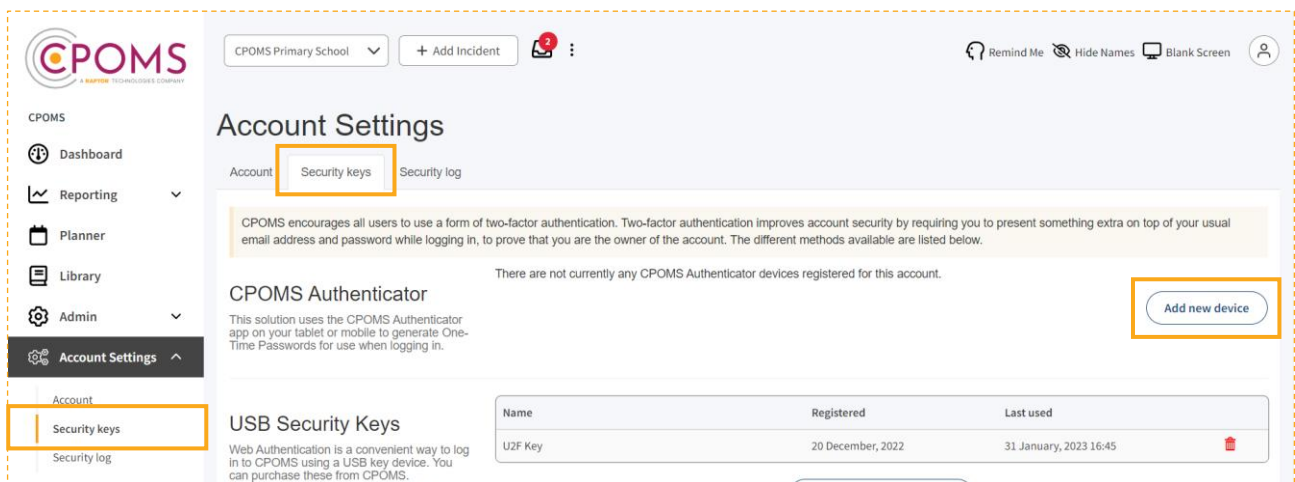 CPOMS
A RAPTOR TECHNOLOGIES COMPANY
CPOMS Primary School
+ Add Incident
2
Remind Me
Hide Names
Blank Screen
CPOMS
Dashboard
Reporting
Planner
Library
Admin
Account Settings
Account
Security keys
Security log
Account Settings
Account
Security keys
Security log
CPOMS encourages all users to use a form of two-factor authentication. Two-factor authentication improves account security by requiring you to present something extra on top of your usual
email address and password while logging in, to prove that you are the owner of the account. The different methods available are listed below.
There are not currently any CPOMS Authenticator devices registered for this account.
CPOMS Authenticator
This solution uses the CPOMS Authenticator
app on your tablet or mobile to generate One-
Time Passwords for use when logging in.
Add new device
USB Security Keys
Web Authentication is a convenient way to log
in to CPOMS using a USB key device. You
can purchase these from CPOMS.
Name Registered Last used
U2F Key 20 December, 2022 31 January, 2023 16:45